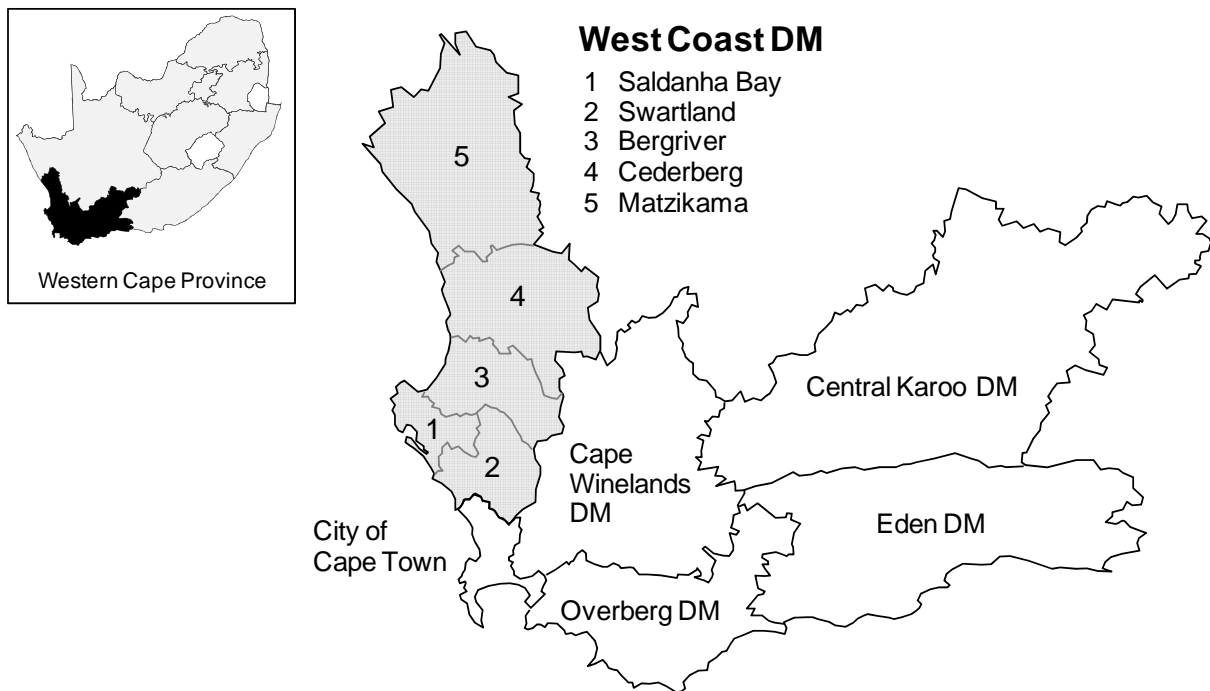 Western Cape Province
West Coast DM
1 Saldanha Bay
2 Swartland
3 Bergriver
4 Cederberg
5 Matzikama
5
4
3
1
2
Central Karoo DM
Cape
Winelands
DM
Eden DM
City of
Cape Town
Overberg DM